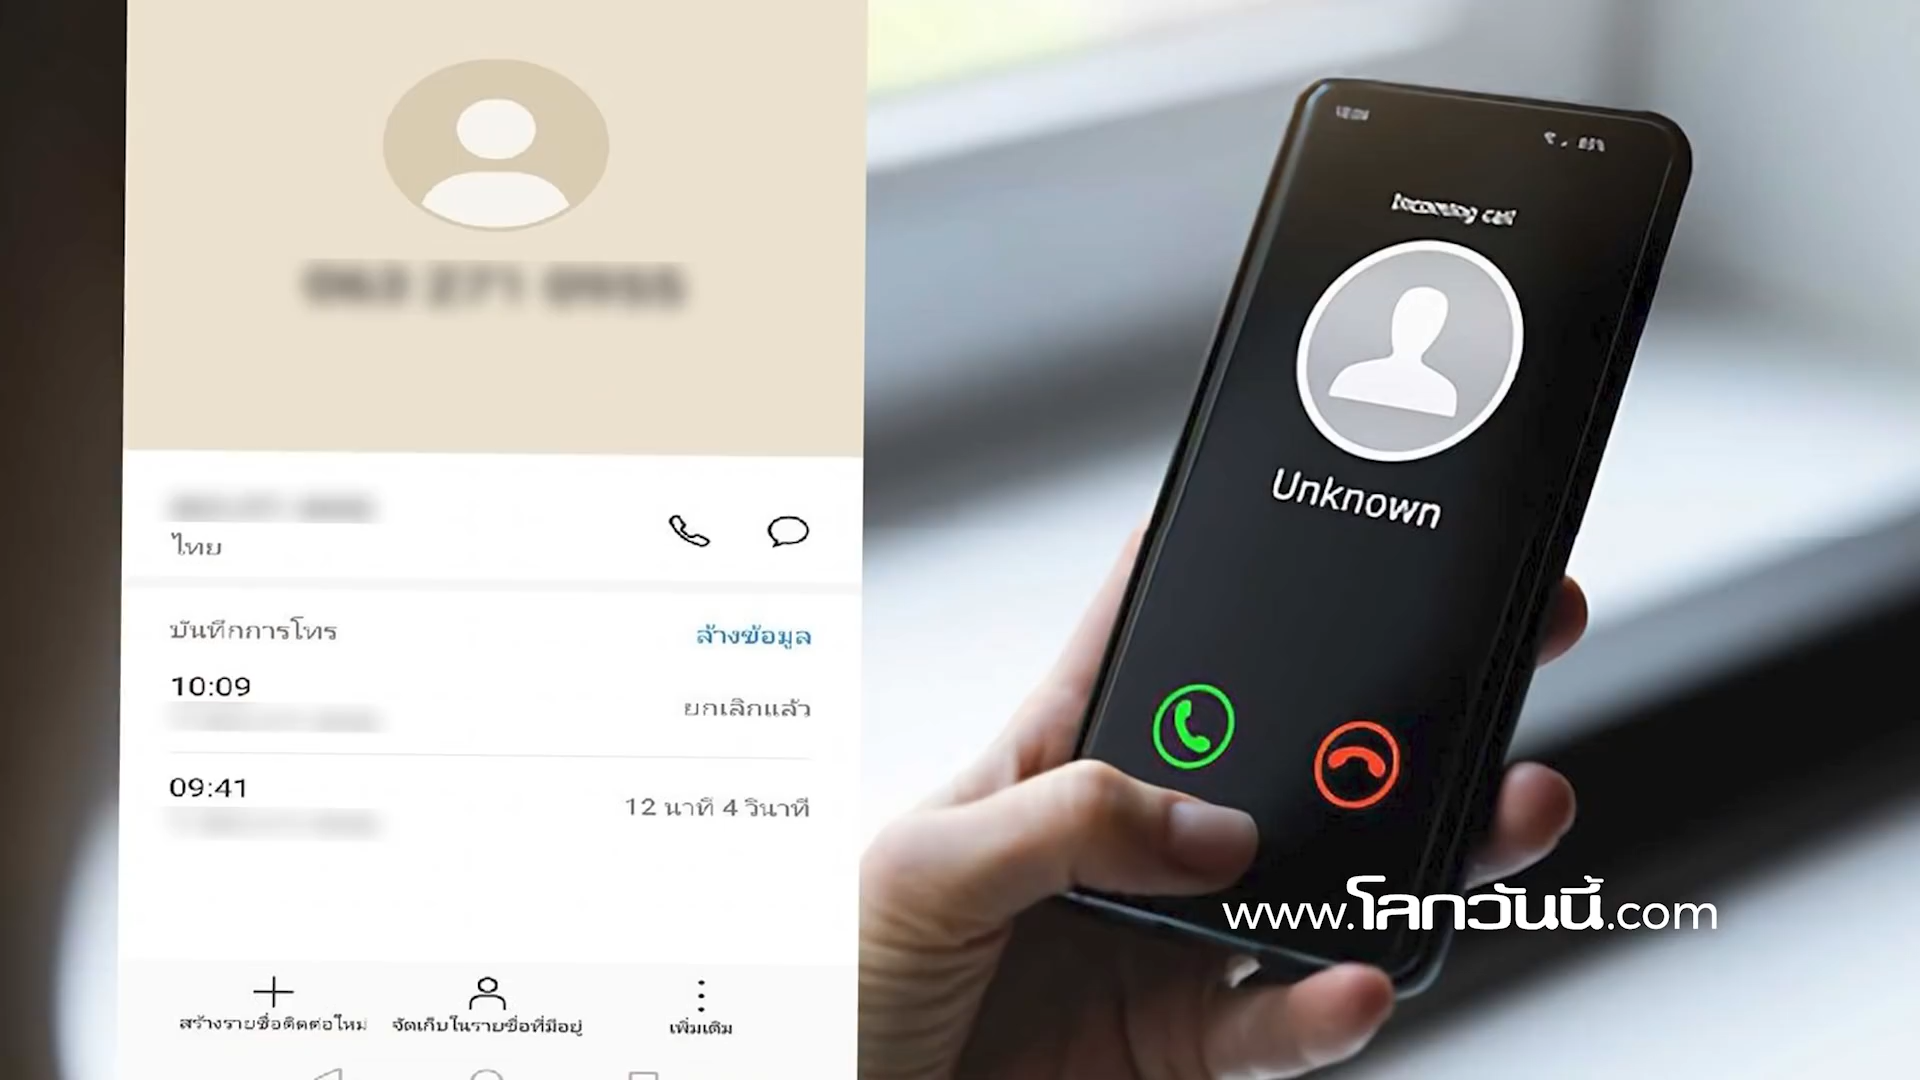 ไทย
บันทึกการโทร
ล้างข้อมูล
10:09
ยกเลิกแล้ว
09:41
12 นาที 4 วินาที
สร้างรายชื่อติดต่อใหม่
จัดเก็บในรายชื่อที่มีอยู่
เพิ่มเติม
Incoming call
Unknown
www.โลกวันนี้.com